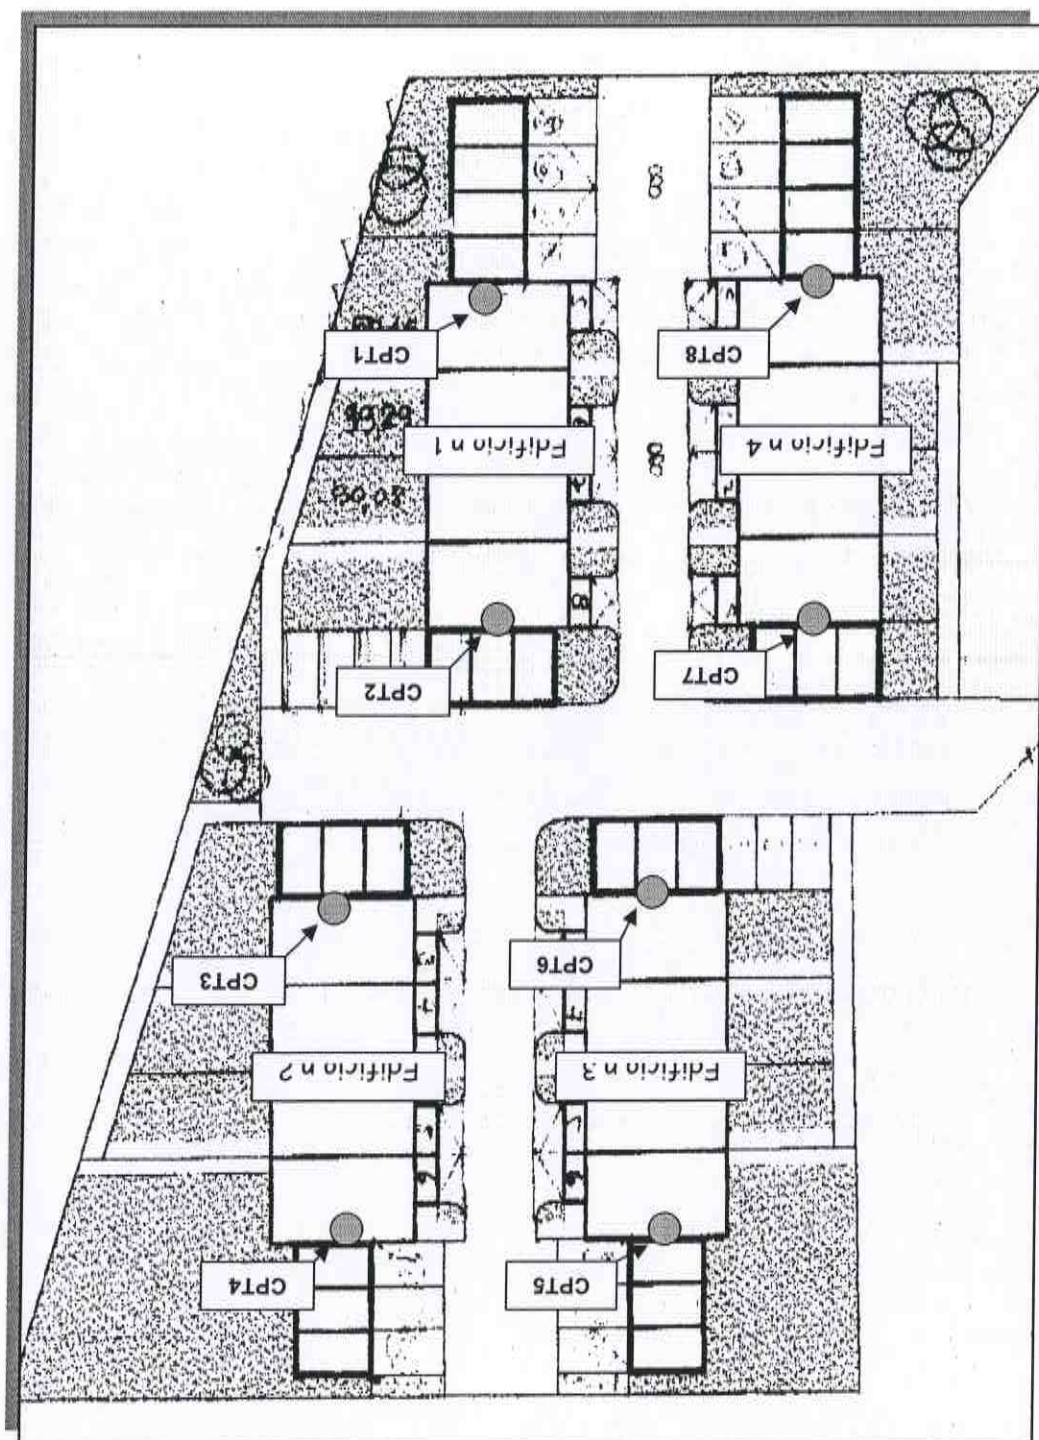 CPT5
CPT4
Edificio n.3
Edificio n.2
CPT6
CPT3
CPT7
CPT2
Edificio n 4
Edificio n 1
CPT8
CPT1